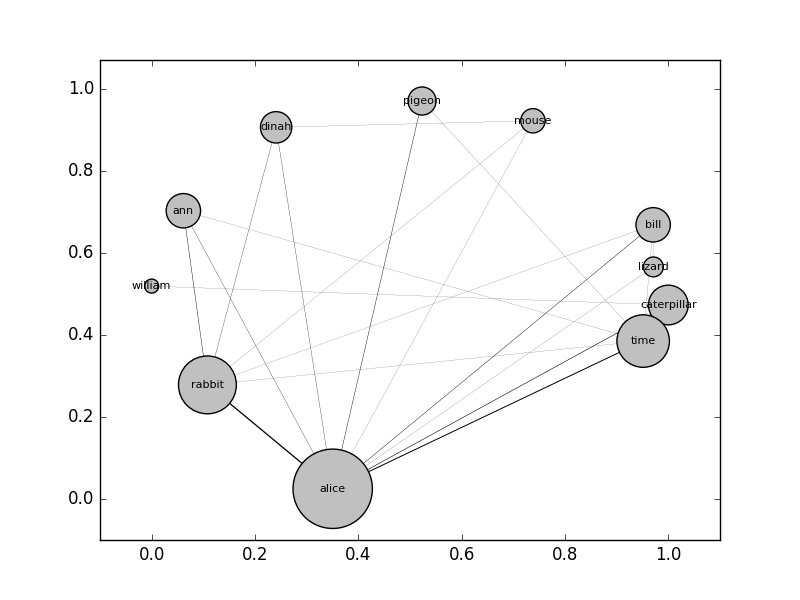 1.0
0.8
0.6
0.4
0.2
0.0
pigeon
mouse
dinah
ann
bill
lizard
william
caterpillar
time
rabbit
alice
0.0 0.2 0.4 0.6 0.8 1.0